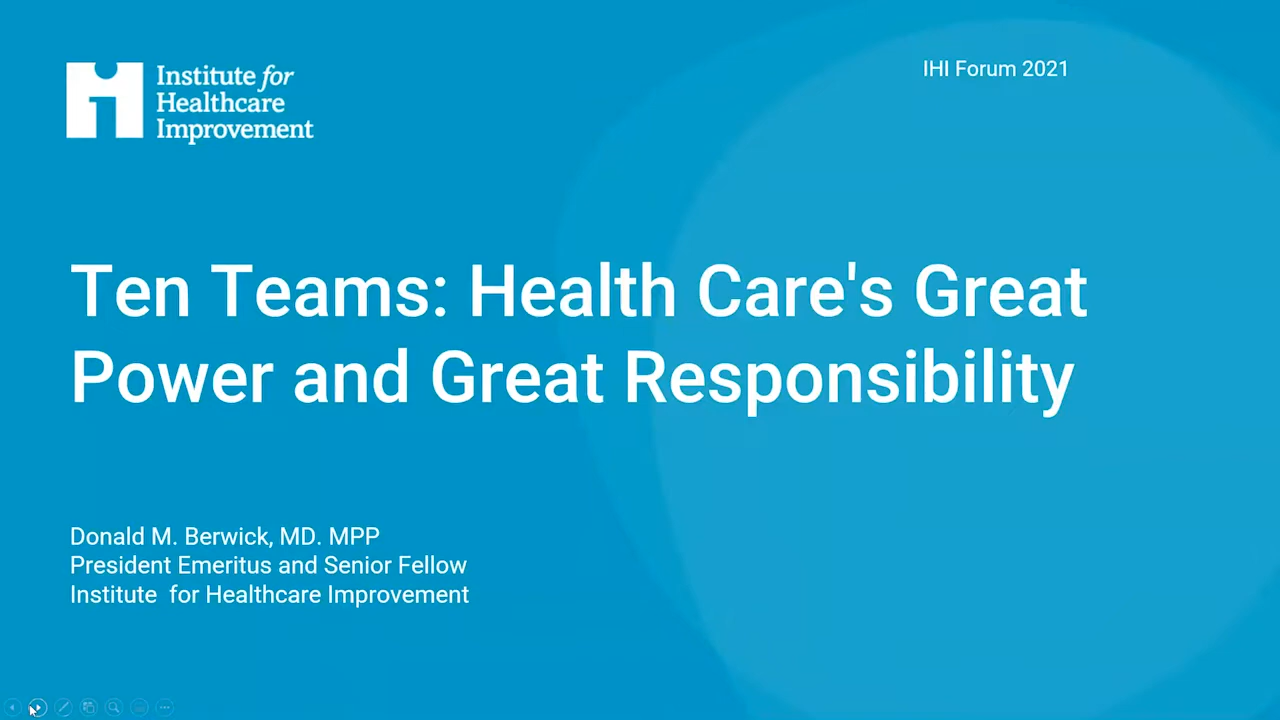 Institute for
Healthcare
Improvement
IHI Forum 2021
Ten Teams: Health Care's Great
Power and Great Responsibility
Donald M. Berwick, MD. MPP
President Emeritus and Senior Fellow
Institute  for Healthcare Improvement